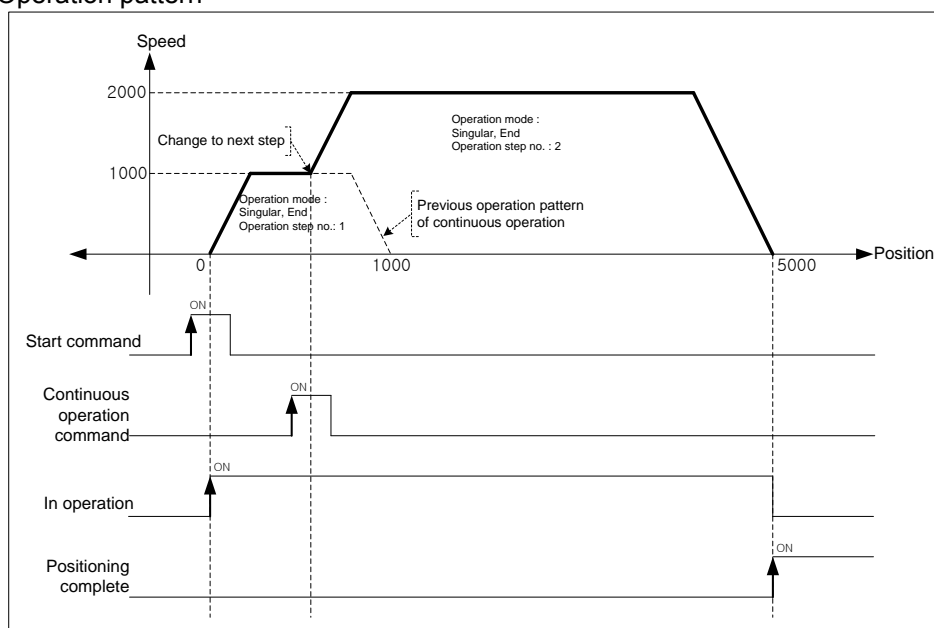 Operation pattern
Speed
2000
Operation mode :
Singular, End
Operation step no. : 2
Change to next step
1000
Operation mode :
Singular, End
Operation step no.: 1
Previous operation pattern
of continuous operation
Position
0
1000
5000
ON
Start command
ON
Continuous
operation
command
ON
In operation
ON
Positioning
complete